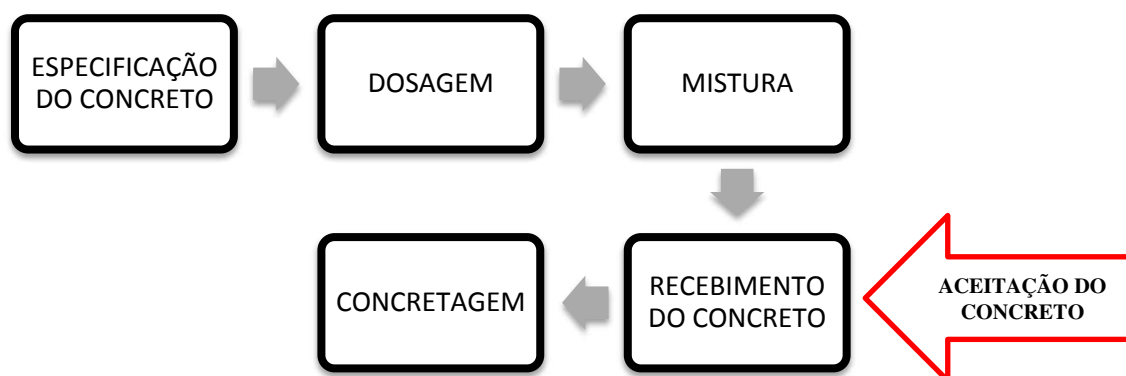 ESPECIFICAÇÃO
DO CONCRETO
DOSAGEM
MISTURA
RECEBIMENTO
DO CONCRETO
CONCRETAGEM
ACEITAÇÃO DO
CONCRETO